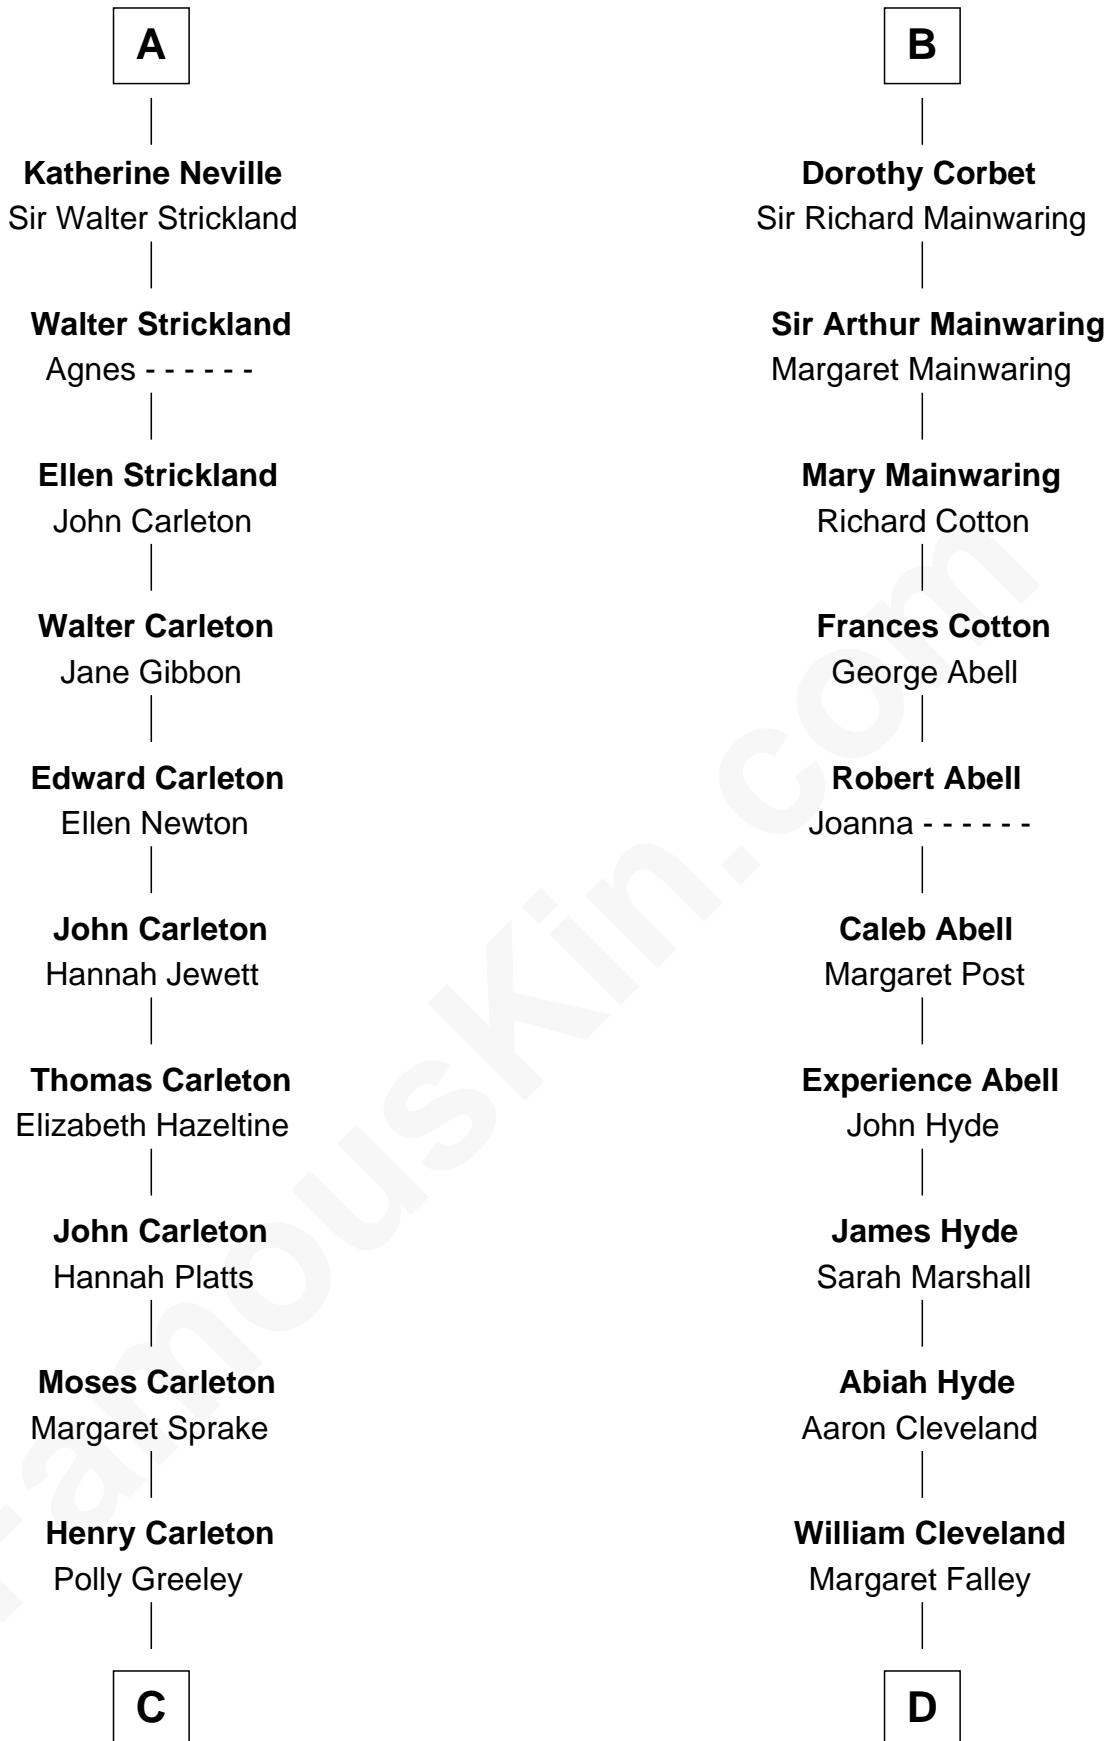 A
Katherine Neville
Sir Walter Strickland
Walter Strickland
Agnes - - - - - -
Ellen Strickland
John Carleton
Walter Carleton
Jane Gibbon
Edward Carleton
Ellen Newton
John Carleton
Hannah Jewett
Thomas Carleton
Elizabeth Hazeltine
John Carleton
Hannah Platts
Moses Carleton
Margaret Sprake
Henry Carleton
Polly Greeley
C
B
Dorothy Corbet
Sir Richard Mainwaring
Sir Arthur Mainwaring
Margaret Mainwaring
Mary Mainwaring
Richard Cotton
Frances Cotton
George Abell
Robert Abell
Joanna - - - - - -
Caleb Abell
Margaret Post
Experience Abell
John Hyde
James Hyde
Sarah Marshall
Abiah Hyde
Aaron Cleveland
William Cleveland
Margaret Falley
D
FamousKin.com